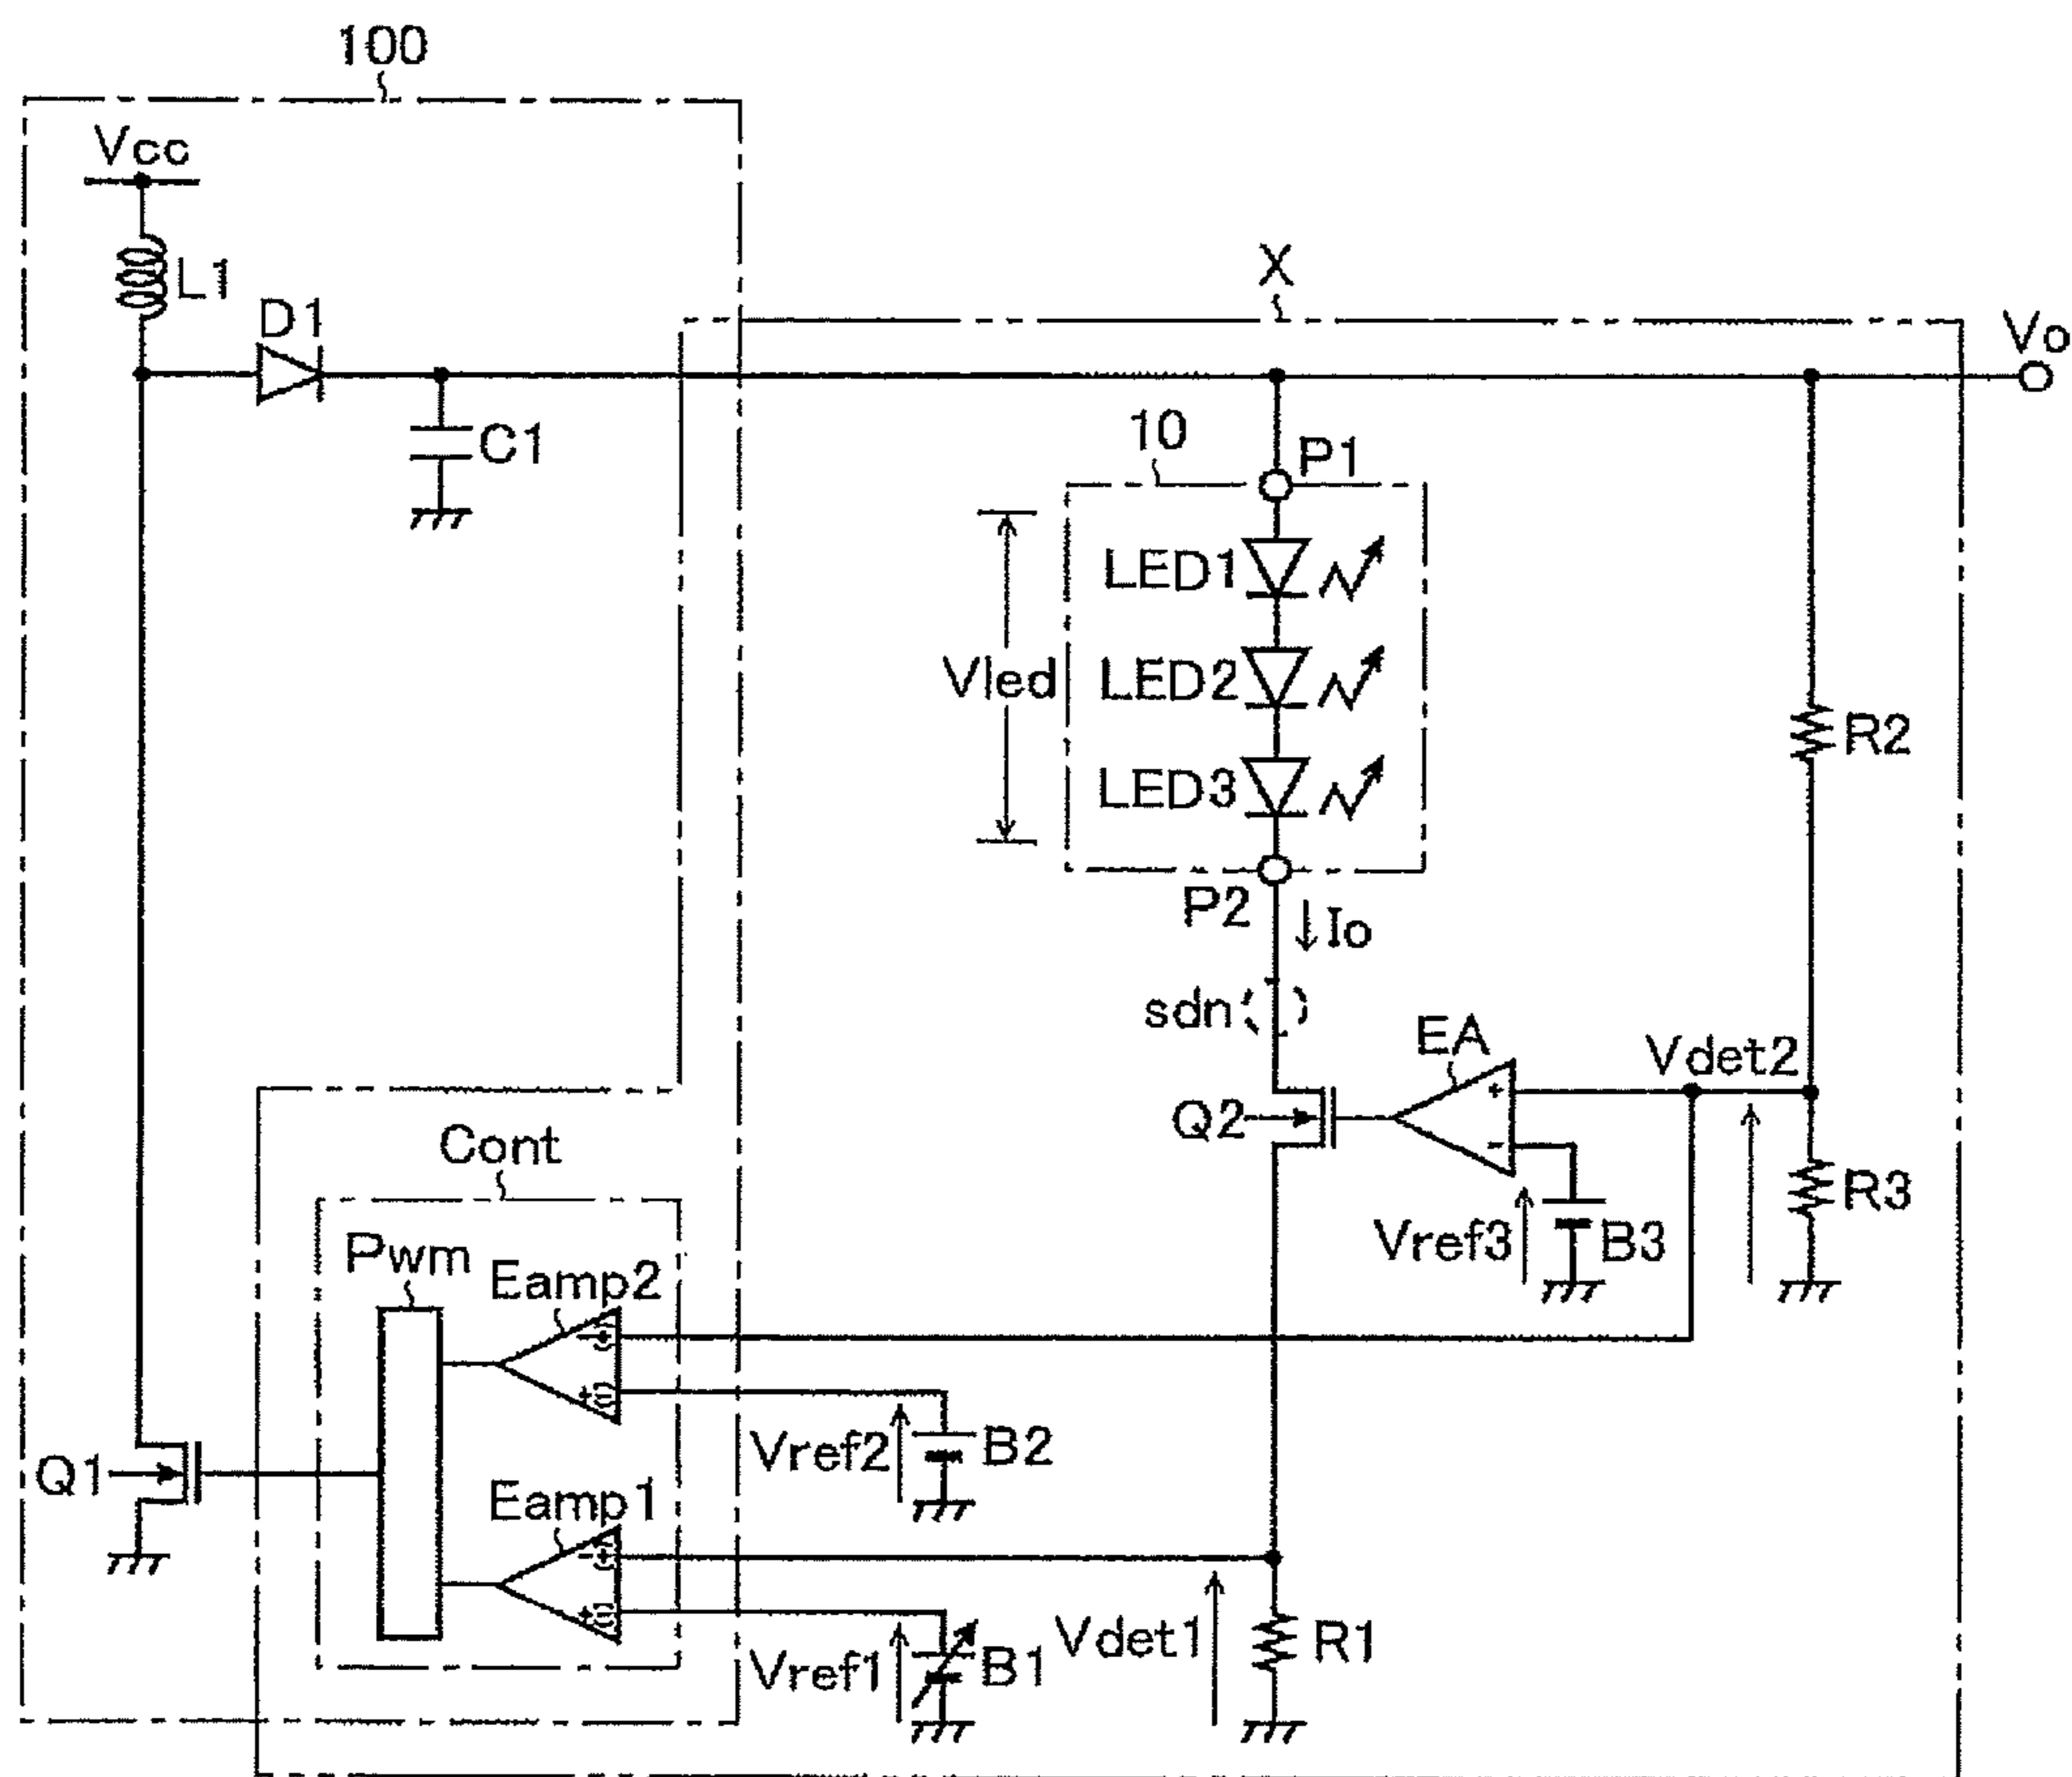 100
Vcc
L1
D1
C1
X
Vo
10
P1
LED1
Vled
LED2
LED3
R2
P2
Io
sdn
EA
Vdet2
Q2
+
-
Cont
R3
Vref3
B3
Pwm
Eamp2
-(+)
+(-)
Vref2
B2
Q1
Eamp1
-(+)
+(-)
Vref1
B1
Vdet1
R1